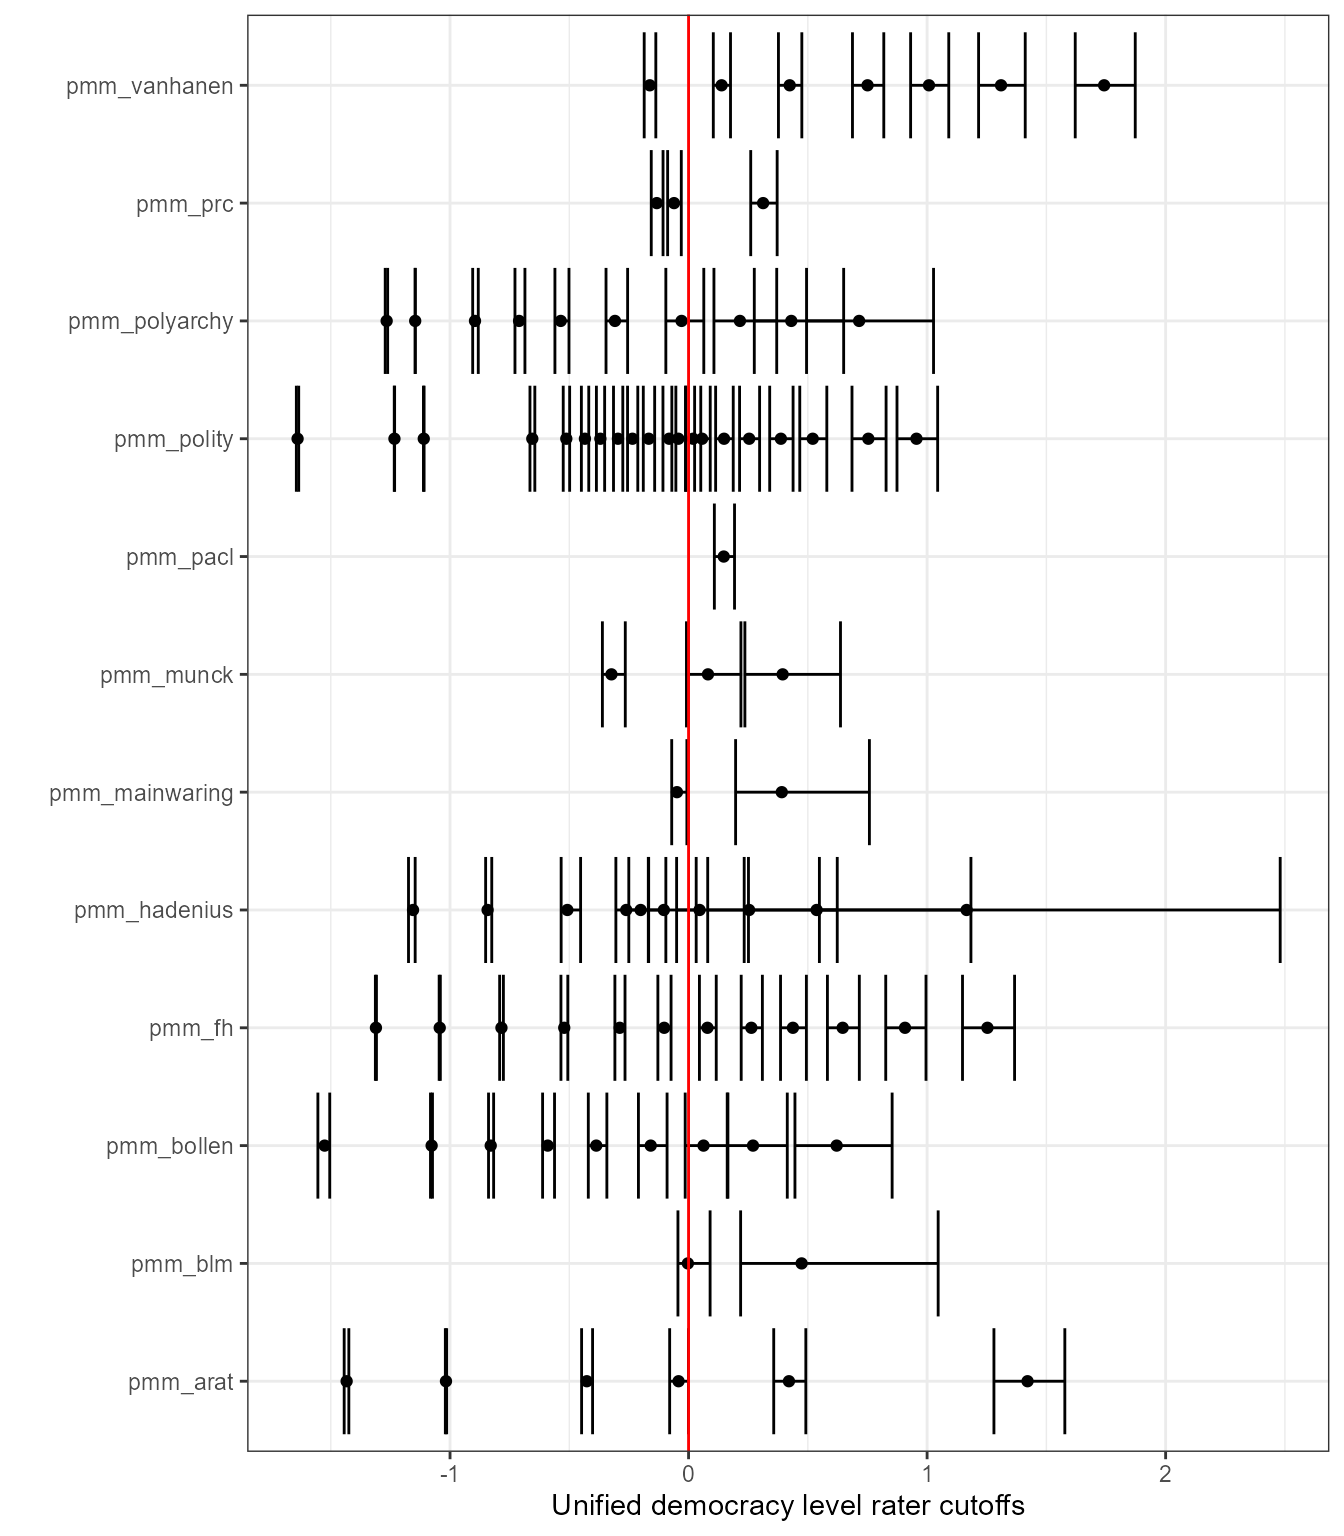 pmm_vanhanen
pmm_prc
pmm_polyarchy
pmm_polity
pmm_pacl
pmm_munck
pmm_mainwaring
pmm_hadenius
pmm_fh
pmm_bollen
pmm_blm
pmm_arat
-1 0 1 2
Unified democracy level rater cutoffs